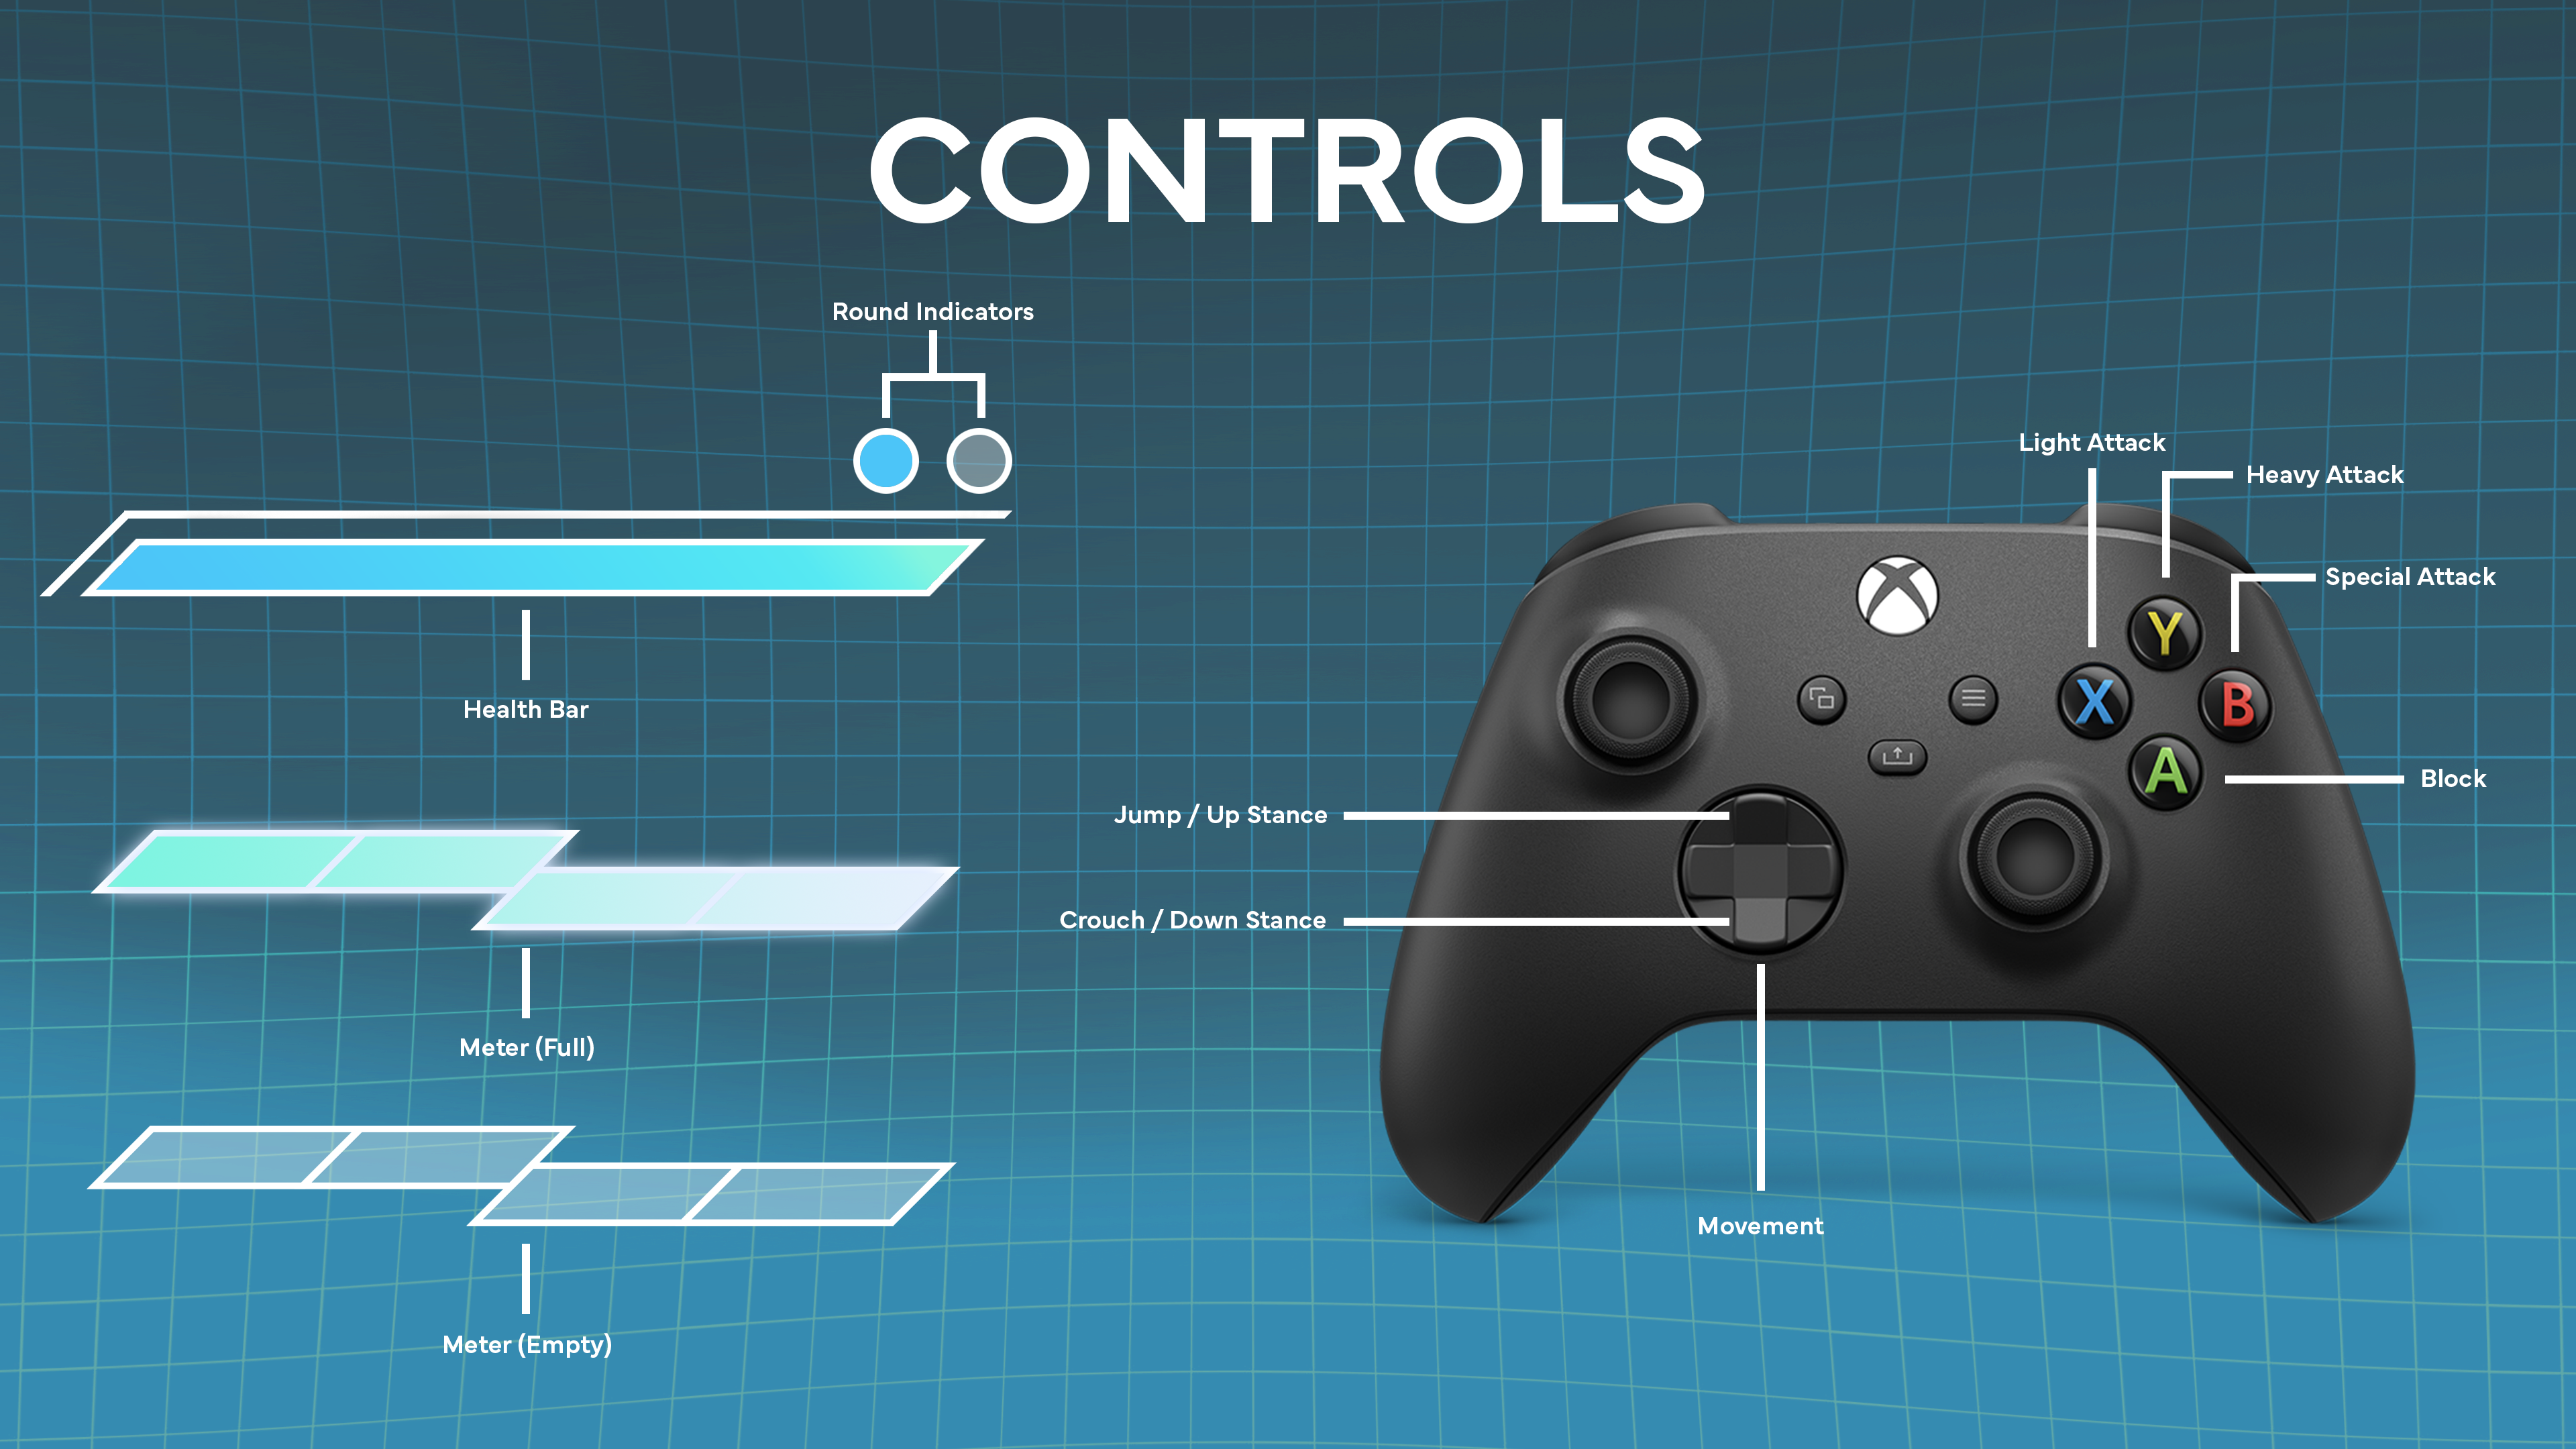 CONTROLS
Round Indicators
Health Bar
Meter (Full)
Meter (Empty)
Light Attack
Heavy Attack
Special Attack
Y
X
B
A
Block
Jump / Up Stance
Crouch / Down Stance
Movement